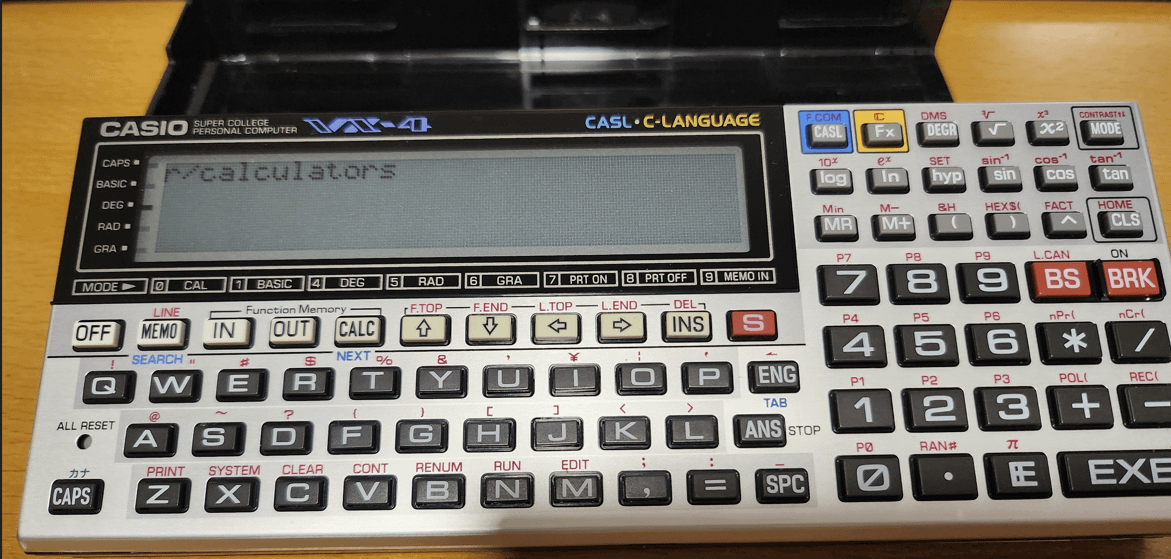 CASIO SUPER COLLEGE PERSONAL COMPUTER VX-4 CASL・C-LANGUAGE
CAPS
BASIC
DEG
RAD
GRA
r/calculators
MODE ► 0 CAL 1 BASIC 4 DEG 5 RAD 6 GRA 7 PRT ON 8 PRT OFF 9 MEMO IN
F.COM C DMS ³√ x³ CONTRAST↑↓
CASL Fx DEGR √ x² MODE
10ˣ eˣ SET sin⁻¹ cos⁻¹ tan⁻¹
log ln hyp sin cos tan
Min M− &H HEX$( FACT HOME
MR M+ ( ) ^ CLS
P7 P8 P9 L.CAN ON
7 8 9 BS BRK
P4 P5 P6 nPr( nCr(
4 5 6 * /
P1 P2 P3 POL( REC(
1 2 3 + −
P0 RAN# π
0 . E EXE
LINE Function Memory F.TOP F.END L.TOP L.END DEL
OFF MEMO IN OUT CALC ⇧ ⇩ ⇦ ⇨ INS S
! SEARCH " # $ NEXT % & ' ¥ ¦ ' ←
Q W E R T Y U I O P ENG
@ ~ ? ( ) [ ] < > TAB
ALL RESET A S D F G H J K L ANS STOP
カナ PRINT SYSTEM CLEAR CONT RENUM RUN EDIT ; : _
CAPS Z X C V B N M , = SPC